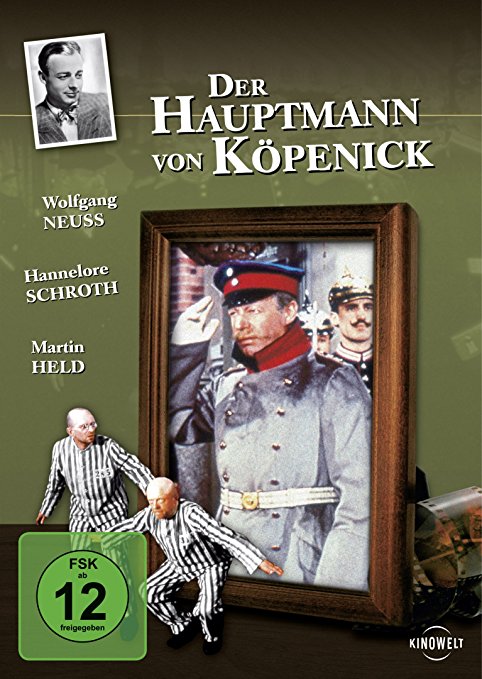 DER
HAUPTMANN
VON KÖPENICK
Wolfgang
NEUSS
Hannelore
SCHROTH
Martin
HELD
FSK
ab
12
freigegeben
KINOWELT